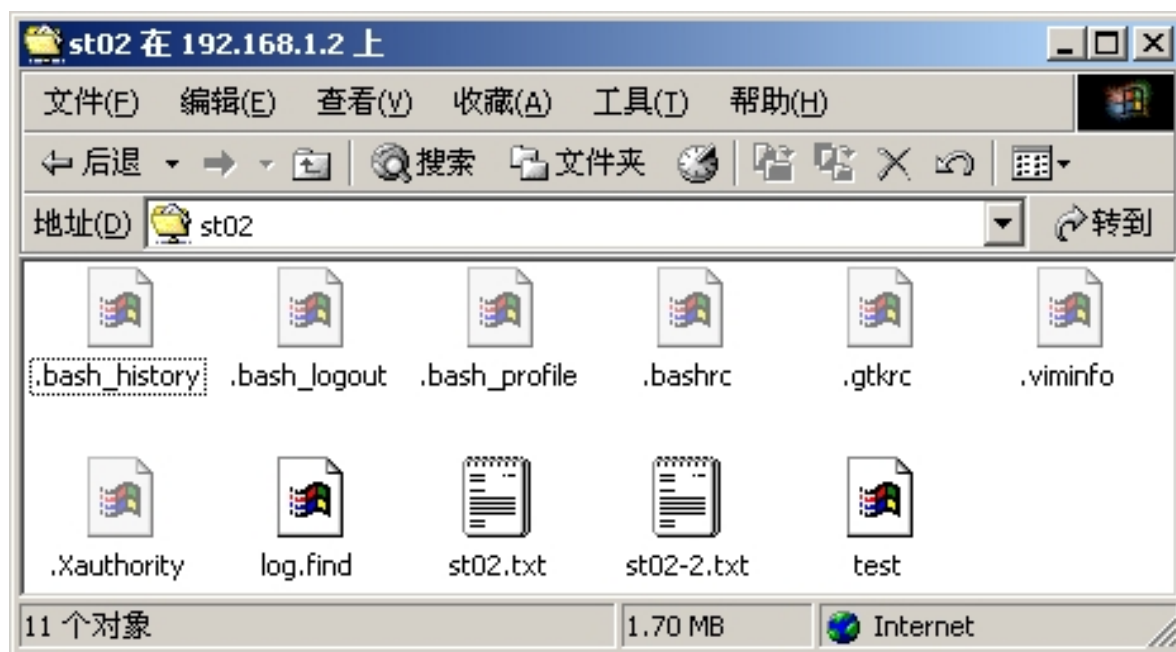 st02 在 192.168.1.2 上
文件(F) 编辑(E) 查看(V) 收藏(A) 工具(T) 帮助(H)
后退 搜索 文件夹
地址(D) st02 转到
.bash_history .bash_logout .bash_profile .bashrc .gtkrc .viminfo
.Xauthority log.find st02.txt st02-2.txt test
11 个对象 1.70 MB Internet